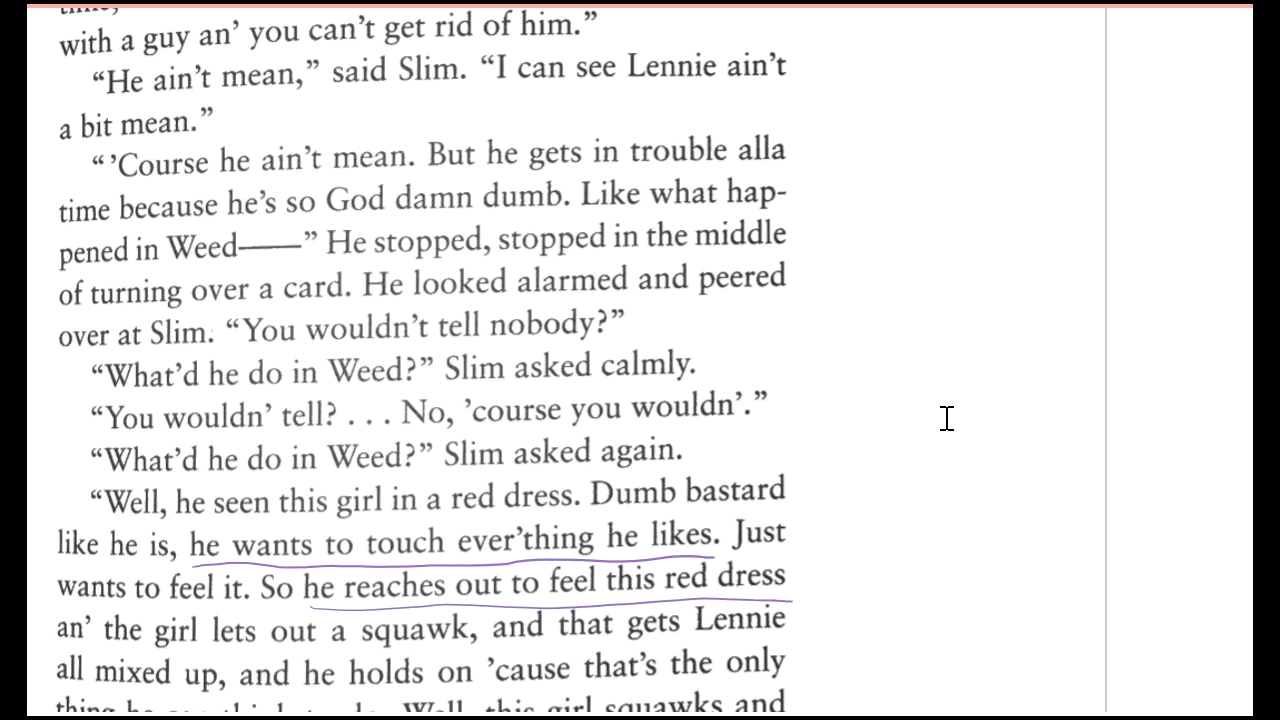 with a guy an’ you can’t get rid of him.”
“He ain’t mean,” said Slim. “I can see Lennie ain’t
a bit mean.”
“ ’Course he ain’t mean. But he gets in trouble alla
time because he’s so God damn dumb. Like what hap-
pened in Weed——” He stopped, stopped in the middle
of turning over a card. He looked alarmed and peered
over at Slim. “You wouldn’t tell nobody?”
“What’d he do in Weed?” Slim asked calmly.
“You wouldn’ tell? . . . No, ’course you wouldn’.”
“What’d he do in Weed?” Slim asked again.
“Well, he seen this girl in a red dress. Dumb bastard
like he is, he wants to touch ever’thing he likes. Just
wants to feel it. So he reaches out to feel this red dress
an’ the girl lets out a squawk, and that gets Lennie
all mixed up, and he holds on ’cause that’s the only
Well, this girl squawks and